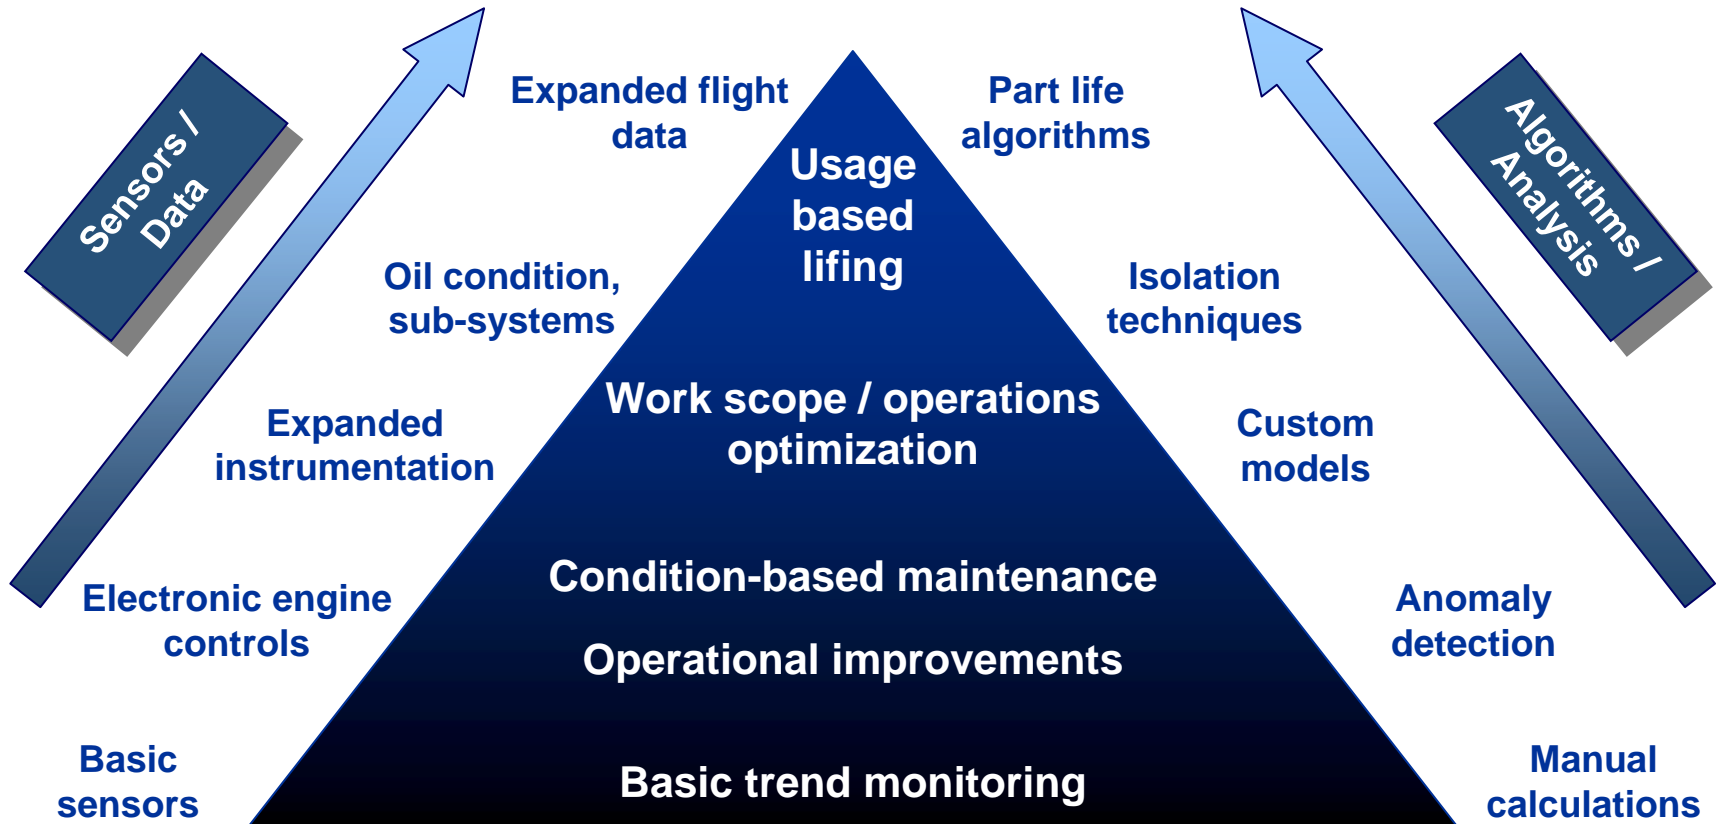 Sensors /
Data
Expanded flight
data
Part life
algorithms
Algorithms /
Analysis
Usage
based
lifing
Oil condition,
sub-systems
Isolation
techniques
Work scope / operations
optimization
Expanded
instrumentation
Custom
models
Condition-based maintenance
Electronic engine
controls
Anomaly
detection
Operational improvements
Basic
sensors
Basic trend monitoring
Manual
calculations